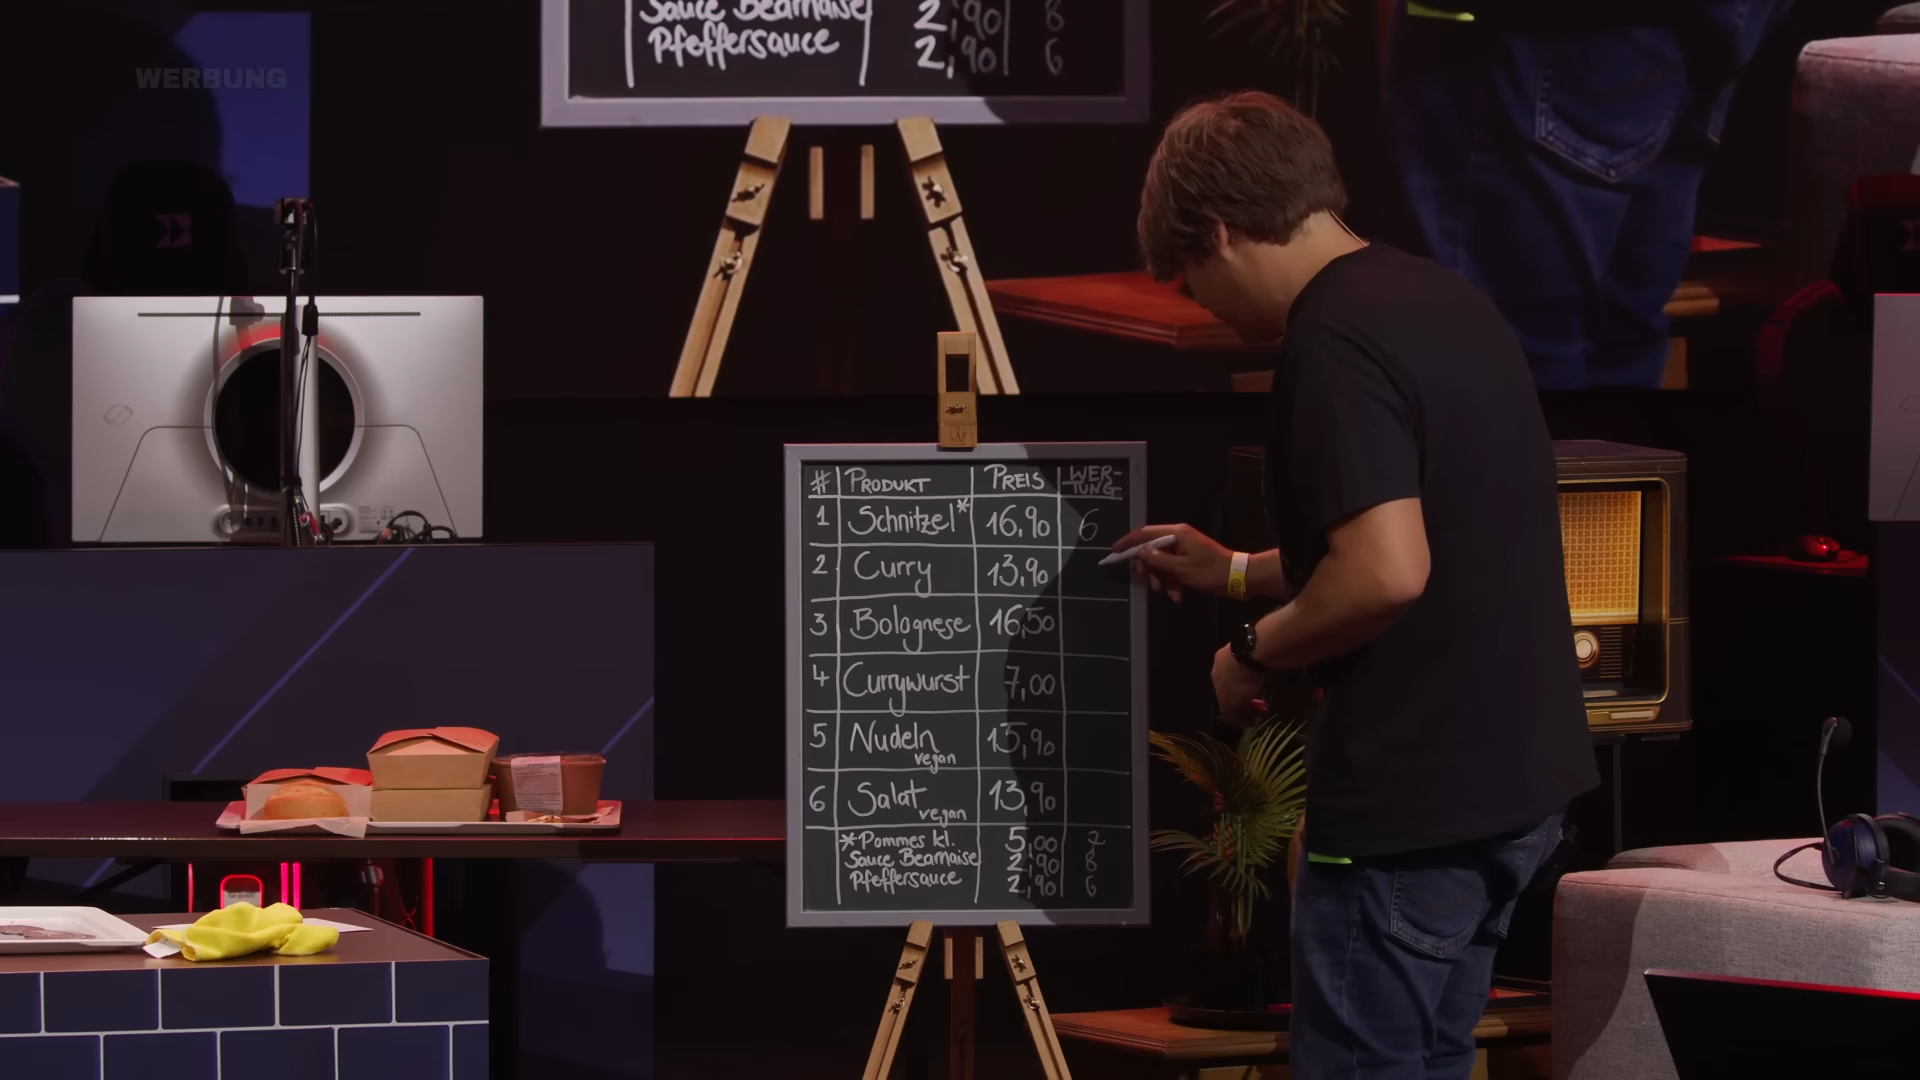 Sauce Bearnaise 2,90 8
Pfeffersauce 2,90 6
WERBUNG
# PRODUKT PREIS WER-
TUNG
1 Schnitzel* 16,90 6
2 Curry 13,90
3 Bolognese 16,50
4 Currywurst 7,00
5 Nudeln 15,90
vegan
6 Salat 13,90
vegan
*Pommes kl. 5,00 7
Sauce Bearnaise 2,90 8
Pfeffersauce 2,90 6